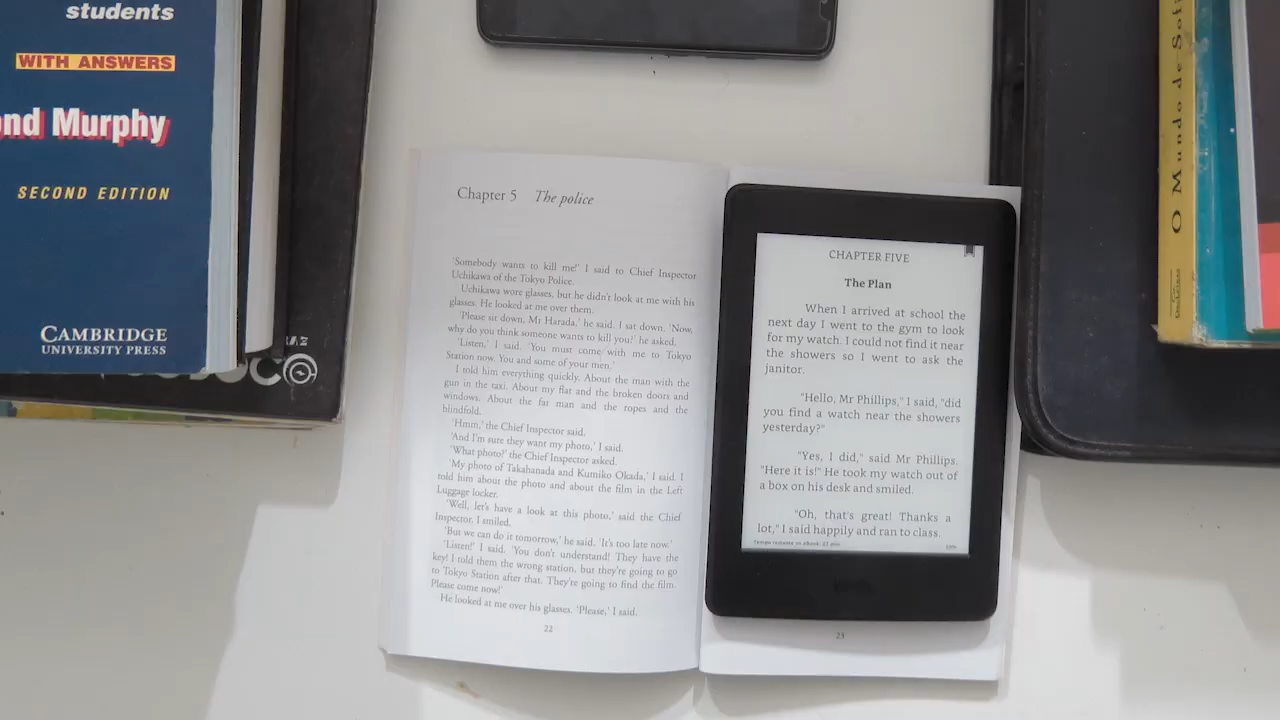 students
WITH ANSWERS
ond Murphy
SECOND EDITION
CAMBRIDGE
UNIVERSITY PRESS
Chapter 5 The police
'Somebody wants to kill me!' I said to Chief Inspector
Uchikawa of the Tokyo Police.
Uchikawa wore glasses, but he didn't look at me with his
glasses. He looked at me over them.
'Please sit down, Mr Harada,' he said. I sat down. 'Now,
why do you think someone wants to kill you?' he asked.
'Listen,' I said. 'You must come with me to Tokyo
Station now. You and some of your men.'
I told him everything quickly. About the man with the
gun in the taxi. About my flat and the broken doors and
windows. About the fat man and the ropes and the
blindfold.
'Hmm,' the Chief Inspector said.
'And I'm sure they want my photo,' I said.
'What photo?' the Chief Inspector asked.
'My photo of Takahanada and Kumiko Okada,' I said. I
told him about the photo and about the film in the Left
Luggage locker.
'Well, let's have a look at this photo,' said the Chief
Inspector. I smiled.
'But we can do it tomorrow,' he said. 'It's too late now.'
'Listen!' I said. 'You don't understand! They have the
key! I told them the wrong station, but they're going to go
to Tokyo Station after that. They're going to find the film.
Please come now!'
He looked at me over his glasses. 'Please,' I said.
22
CHAPTER FIVE
The Plan
When I arrived at school the
next day I went to the gym to look
for my watch. I could not find it near
the showers so I went to ask the
janitor.
"Hello, Mr Phillips," I said, "did
you find a watch near the showers
yesterday?"
"Yes, I did," said Mr Phillips.
"Here it is!" He took my watch out of
a box on his desk and smiled.
"Oh, that's great! Thanks a
lot," I said happily and ran to class.
Tempo restante do eBook: 22 min
23
O Mundo de Sofi